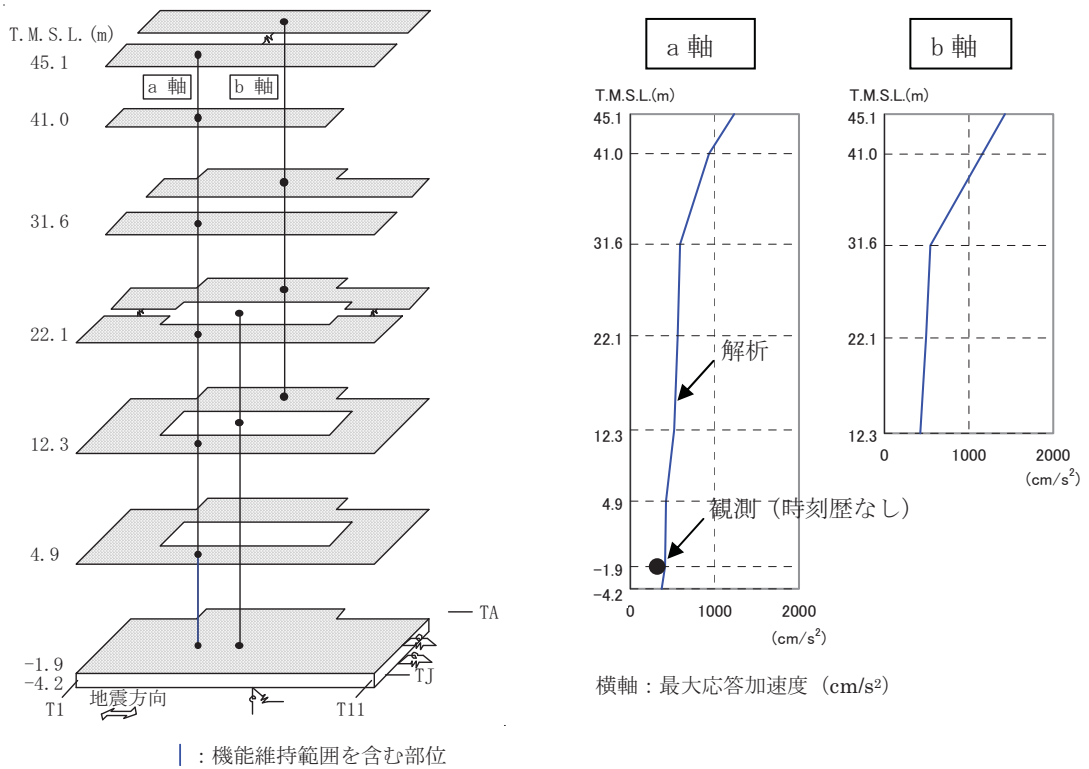 T.M.S.L.(m)
45.1
a 軸
b 軸
41.0
31.6
22.1
12.3
4.9
-1.9
-4.2
TA
TJ
T1
T11
地震方向
|:機能維持範囲を含む部位
a 軸
T.M.S.L.(m)
45.1
41.0
31.6
22.1
12.3
4.9
-1.9
-4.2
0
1000
2000
(cm/s²)
解析
観測(時刻歴なし)
b 軸
T.M.S.L.(m)
45.1
41.0
31.6
22.1
12.3
0
1000
2000
(cm/s²)
横軸:最大応答加速度 (cm/s²)